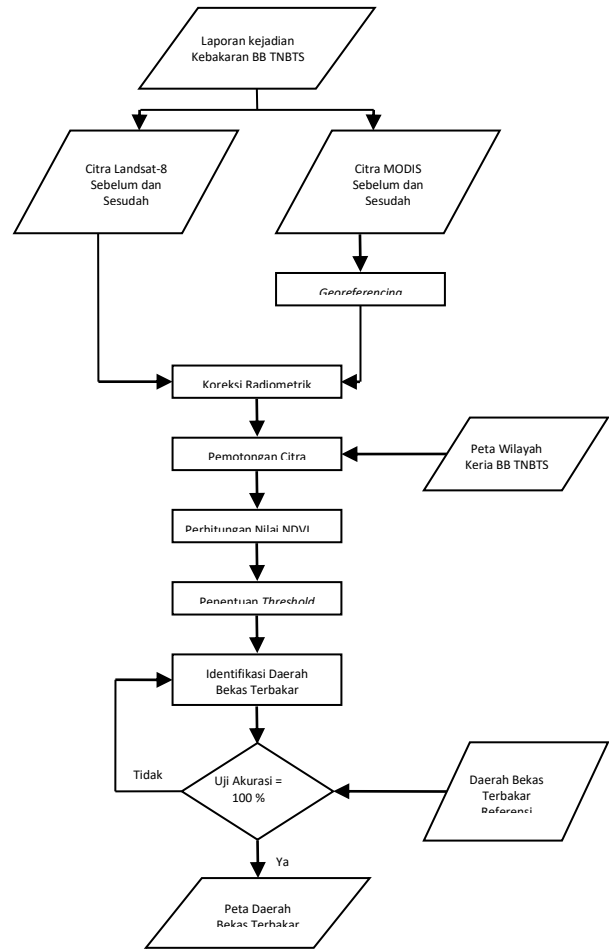 Laporan kejadian
Kebakaran BB TNBTS
Citra Landsat-8
Sebelum dan
Sesudah
Citra MODIS
Sebelum dan
Sesudah
Georeferencing
Koreksi Radiometrik
Pemotongan Citra
Peta Wilayah
Kerja BB TNBTS
Perhitungan Nilai NDVI
Penentuan Threshold
Identifikasi Daerah
Bekas Terbakar
Tidak
Uji Akurasi =
100 %
Daerah Bekas
Terbakar
Referensi
Ya
Peta Daerah
Bekas Terbakar